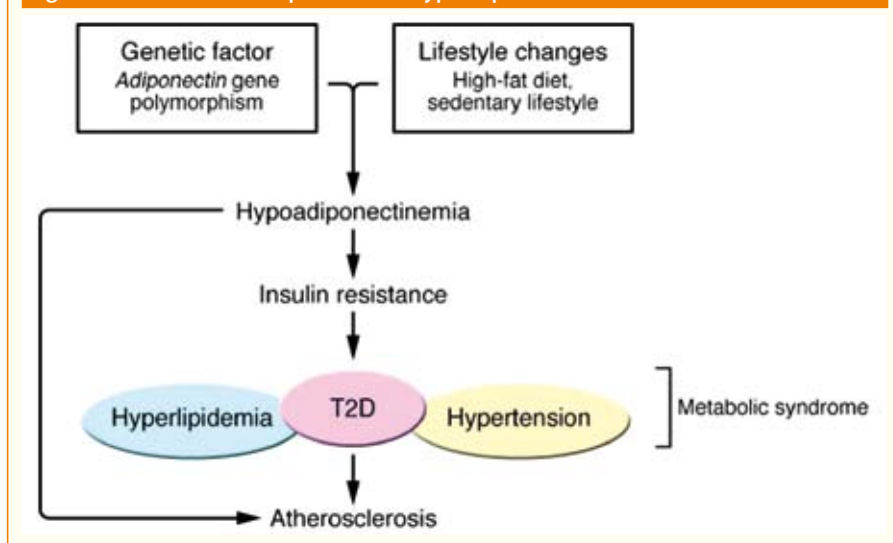 Genetic factor
Adiponectin gene
polymorphism
Lifestyle changes
High-fat diet,
sedentary lifestyle
Hypoadiponectinemia
Insulin resistance
Hyperlipidemia
T2D
Hypertension
Metabolic syndrome
Atherosclerosis